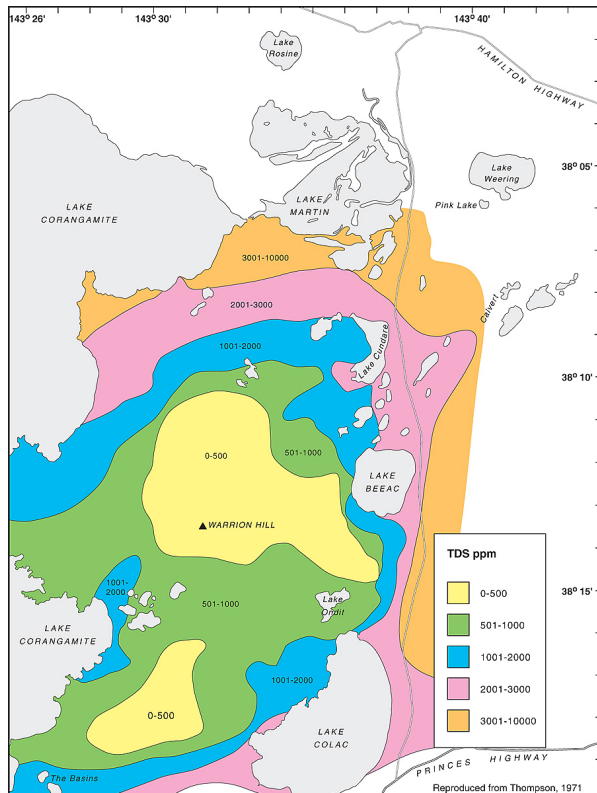 143° 26'
143° 30'
143° 40'
Lake
Rosine
HAMILTON HIGHWAY
38° 05'
Lake
Weering
LAKE
CORANGAMITE
LAKE
MARTIN
Pink Lake
3001-10000
2001-3000
Calvert
1001-2000
Lake Cundare
38° 10'
0-500
501-1000
LAKE
BEEAC
WARRION HILL
TDS ppm
1001-
2000
0-500
38° 15'
501-1000
Lake
Ondit
501-1000
LAKE
CORANGAMITE
1001-2000
1001-2000
2001-3000
0-500
LAKE
COLAC
3001-10000
The Basins
PRINCES HIGHWAY
Reproduced from Thompson, 1971